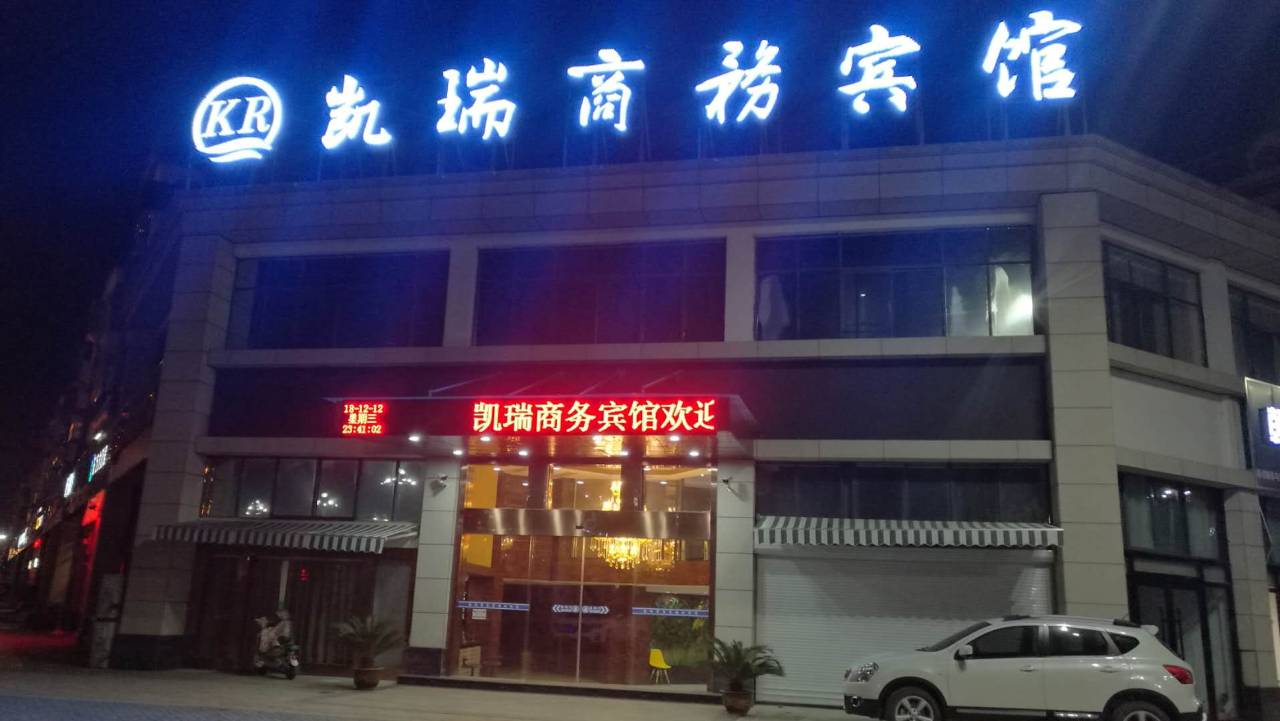 KR 凯瑞商務宾馆
18-12-12
星期三
23:41:02
凯瑞商务宾馆欢迎